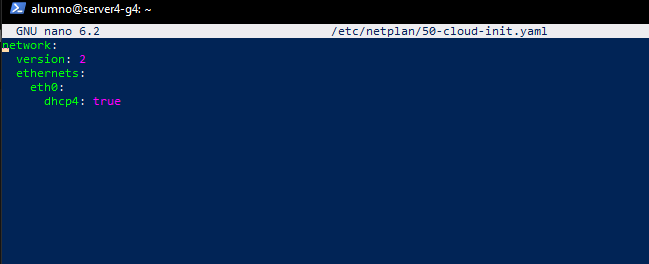 alumno@server4-g4: ~
GNU nano 6.2 /etc/netplan/50-cloud-init.yaml
network:
  version: 2
  ethernets:
    eth0:
      dhcp4: true